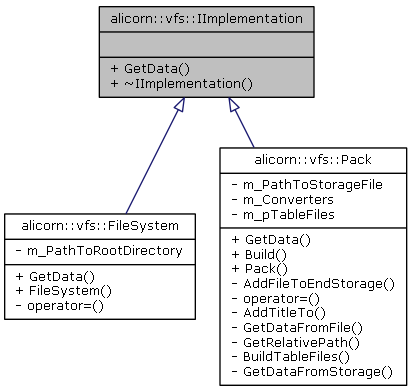 alicorn::vfs::IImplementation
+ GetData()
+ ~IImplementation()
alicorn::vfs::FileSystem
- m_PathToRootDirectory
+ GetData()
+ FileSystem()
- operator=()
alicorn::vfs::Pack
- m_PathToStorageFile
- m_Converters
- m_pTableFiles
+ GetData()
+ Build()
+ Pack()
- AddFileToEndStorage()
- operator=()
- AddTitleTo()
- GetDataFromFile()
- GetRelativePath()
- BuildTableFiles()
- GetDataFromStorage()